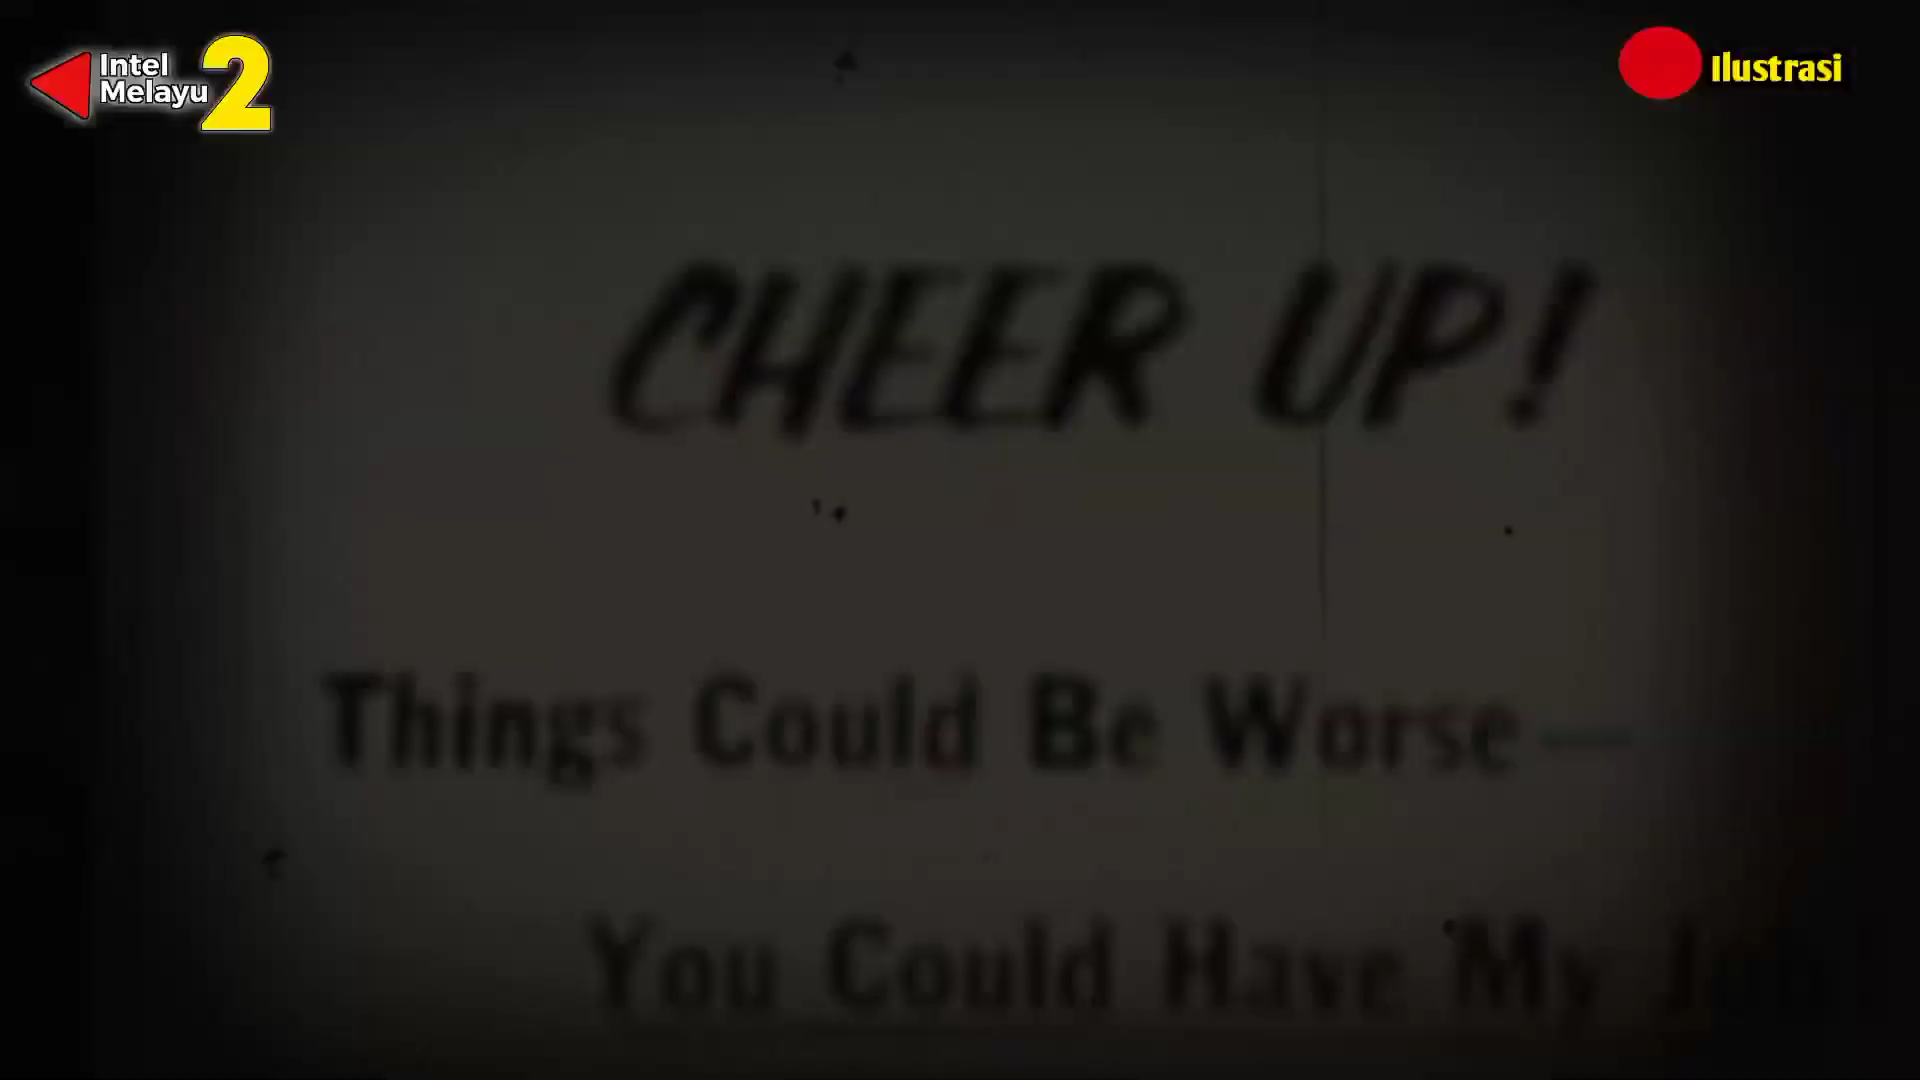 Intel
Melayu 2
Ilustrasi
CHEER UP!
Things Could Be Worse—
You Could Have My